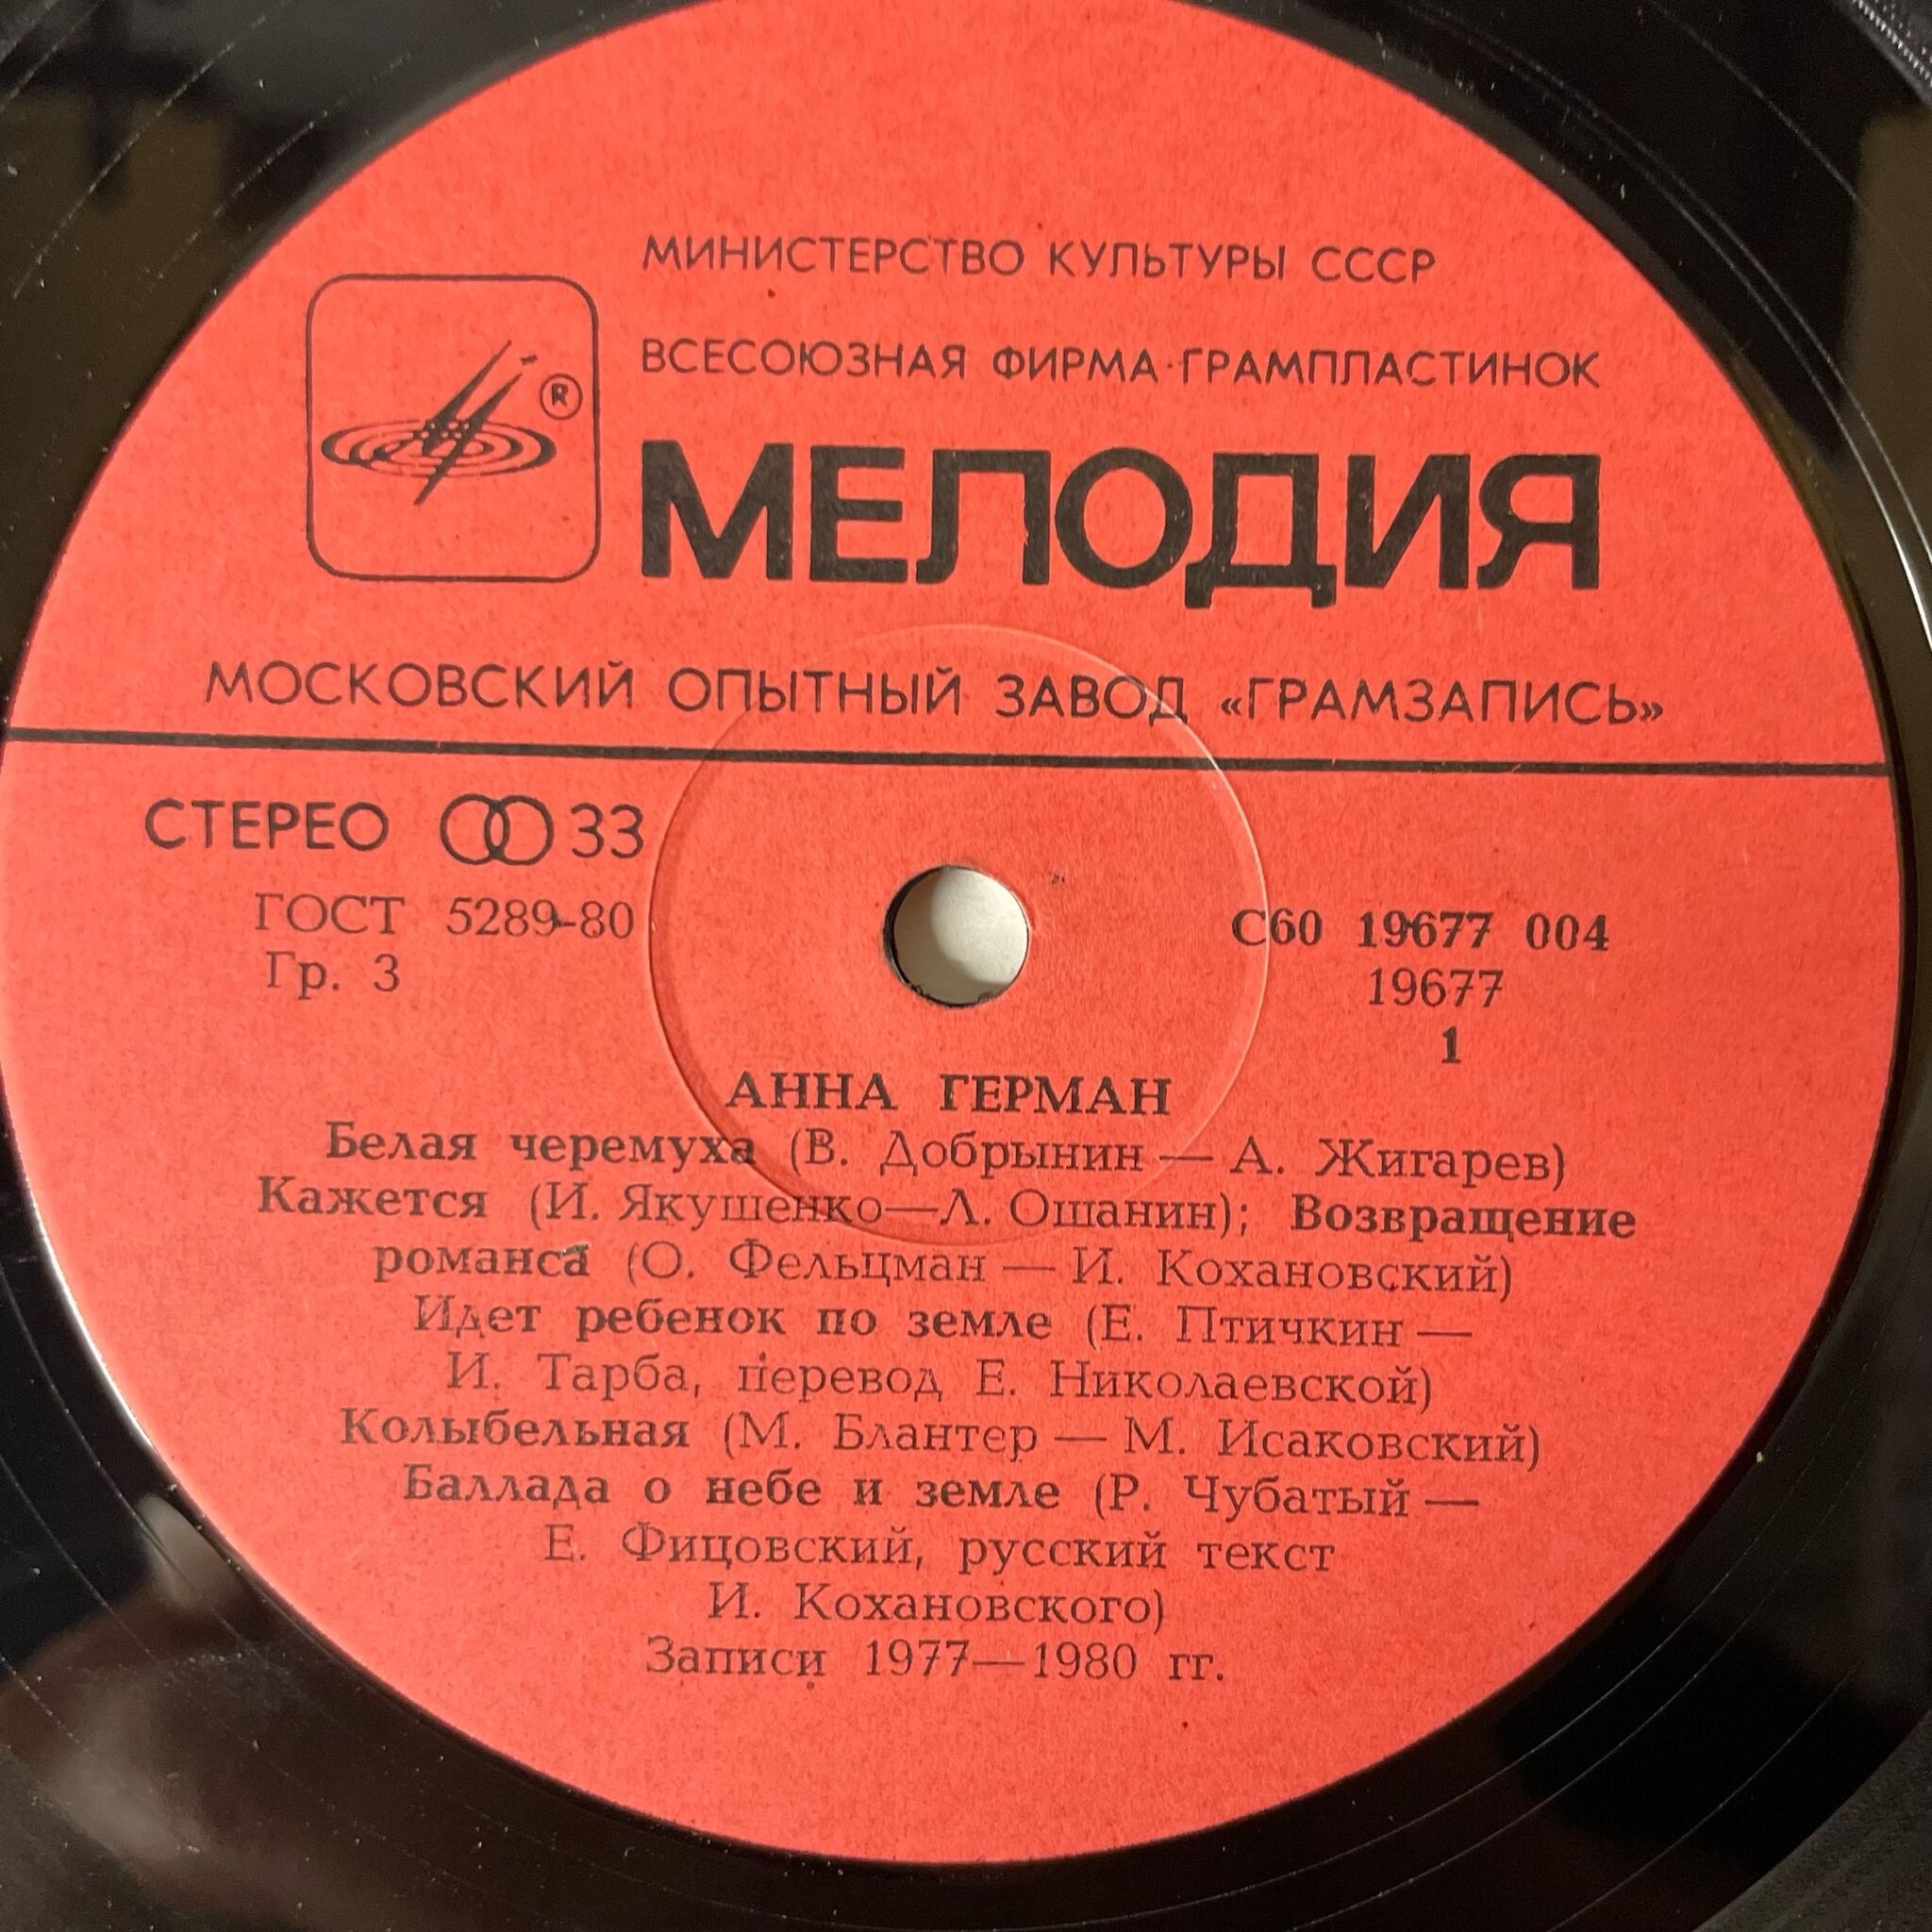 МИНИСТЕРСТВО КУЛЬТУРЫ СССР
ВСЕСОЮЗНАЯ ФИРМА·ГРАМПЛАСТИНОК
®
МЕЛОДИЯ
МОСКОВСКИЙ ОПЫТНЫЙ ЗАВОД «ГРАМЗАПИСЬ»
СТЕРЕО 33
ГОСТ 5289-80
Гр. 3
С60 19677 004
19677
1
АННА ГЕРМАН
Белая черемуха (В. Добрынин — А. Жигарев)
Кажется (И. Якушенко—Л. Ошанин); Возвращение
романса (О. Фельцман — И. Кохановский)
Идет ребенок по земле (Е. Птичкин —
И. Тарба, перевод Е. Николаевской)
Колыбельная (М. Блантер — М. Исаковский)
Баллада о небе и земле (Р. Чубатый —
Е. Фицовский, русский текст
И. Кохановского)
Записи 1977—1980 гг.